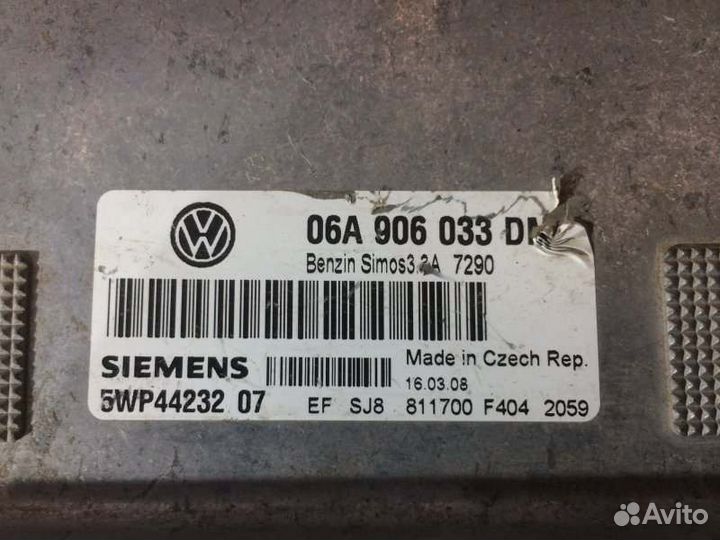 06A 906 033
Benzin Simos3.3A 7290
SIEMENS
Made in Czech Rep.
16.03.08
5WP44232 07
EF SJ8 811700 F404 2059
Avito